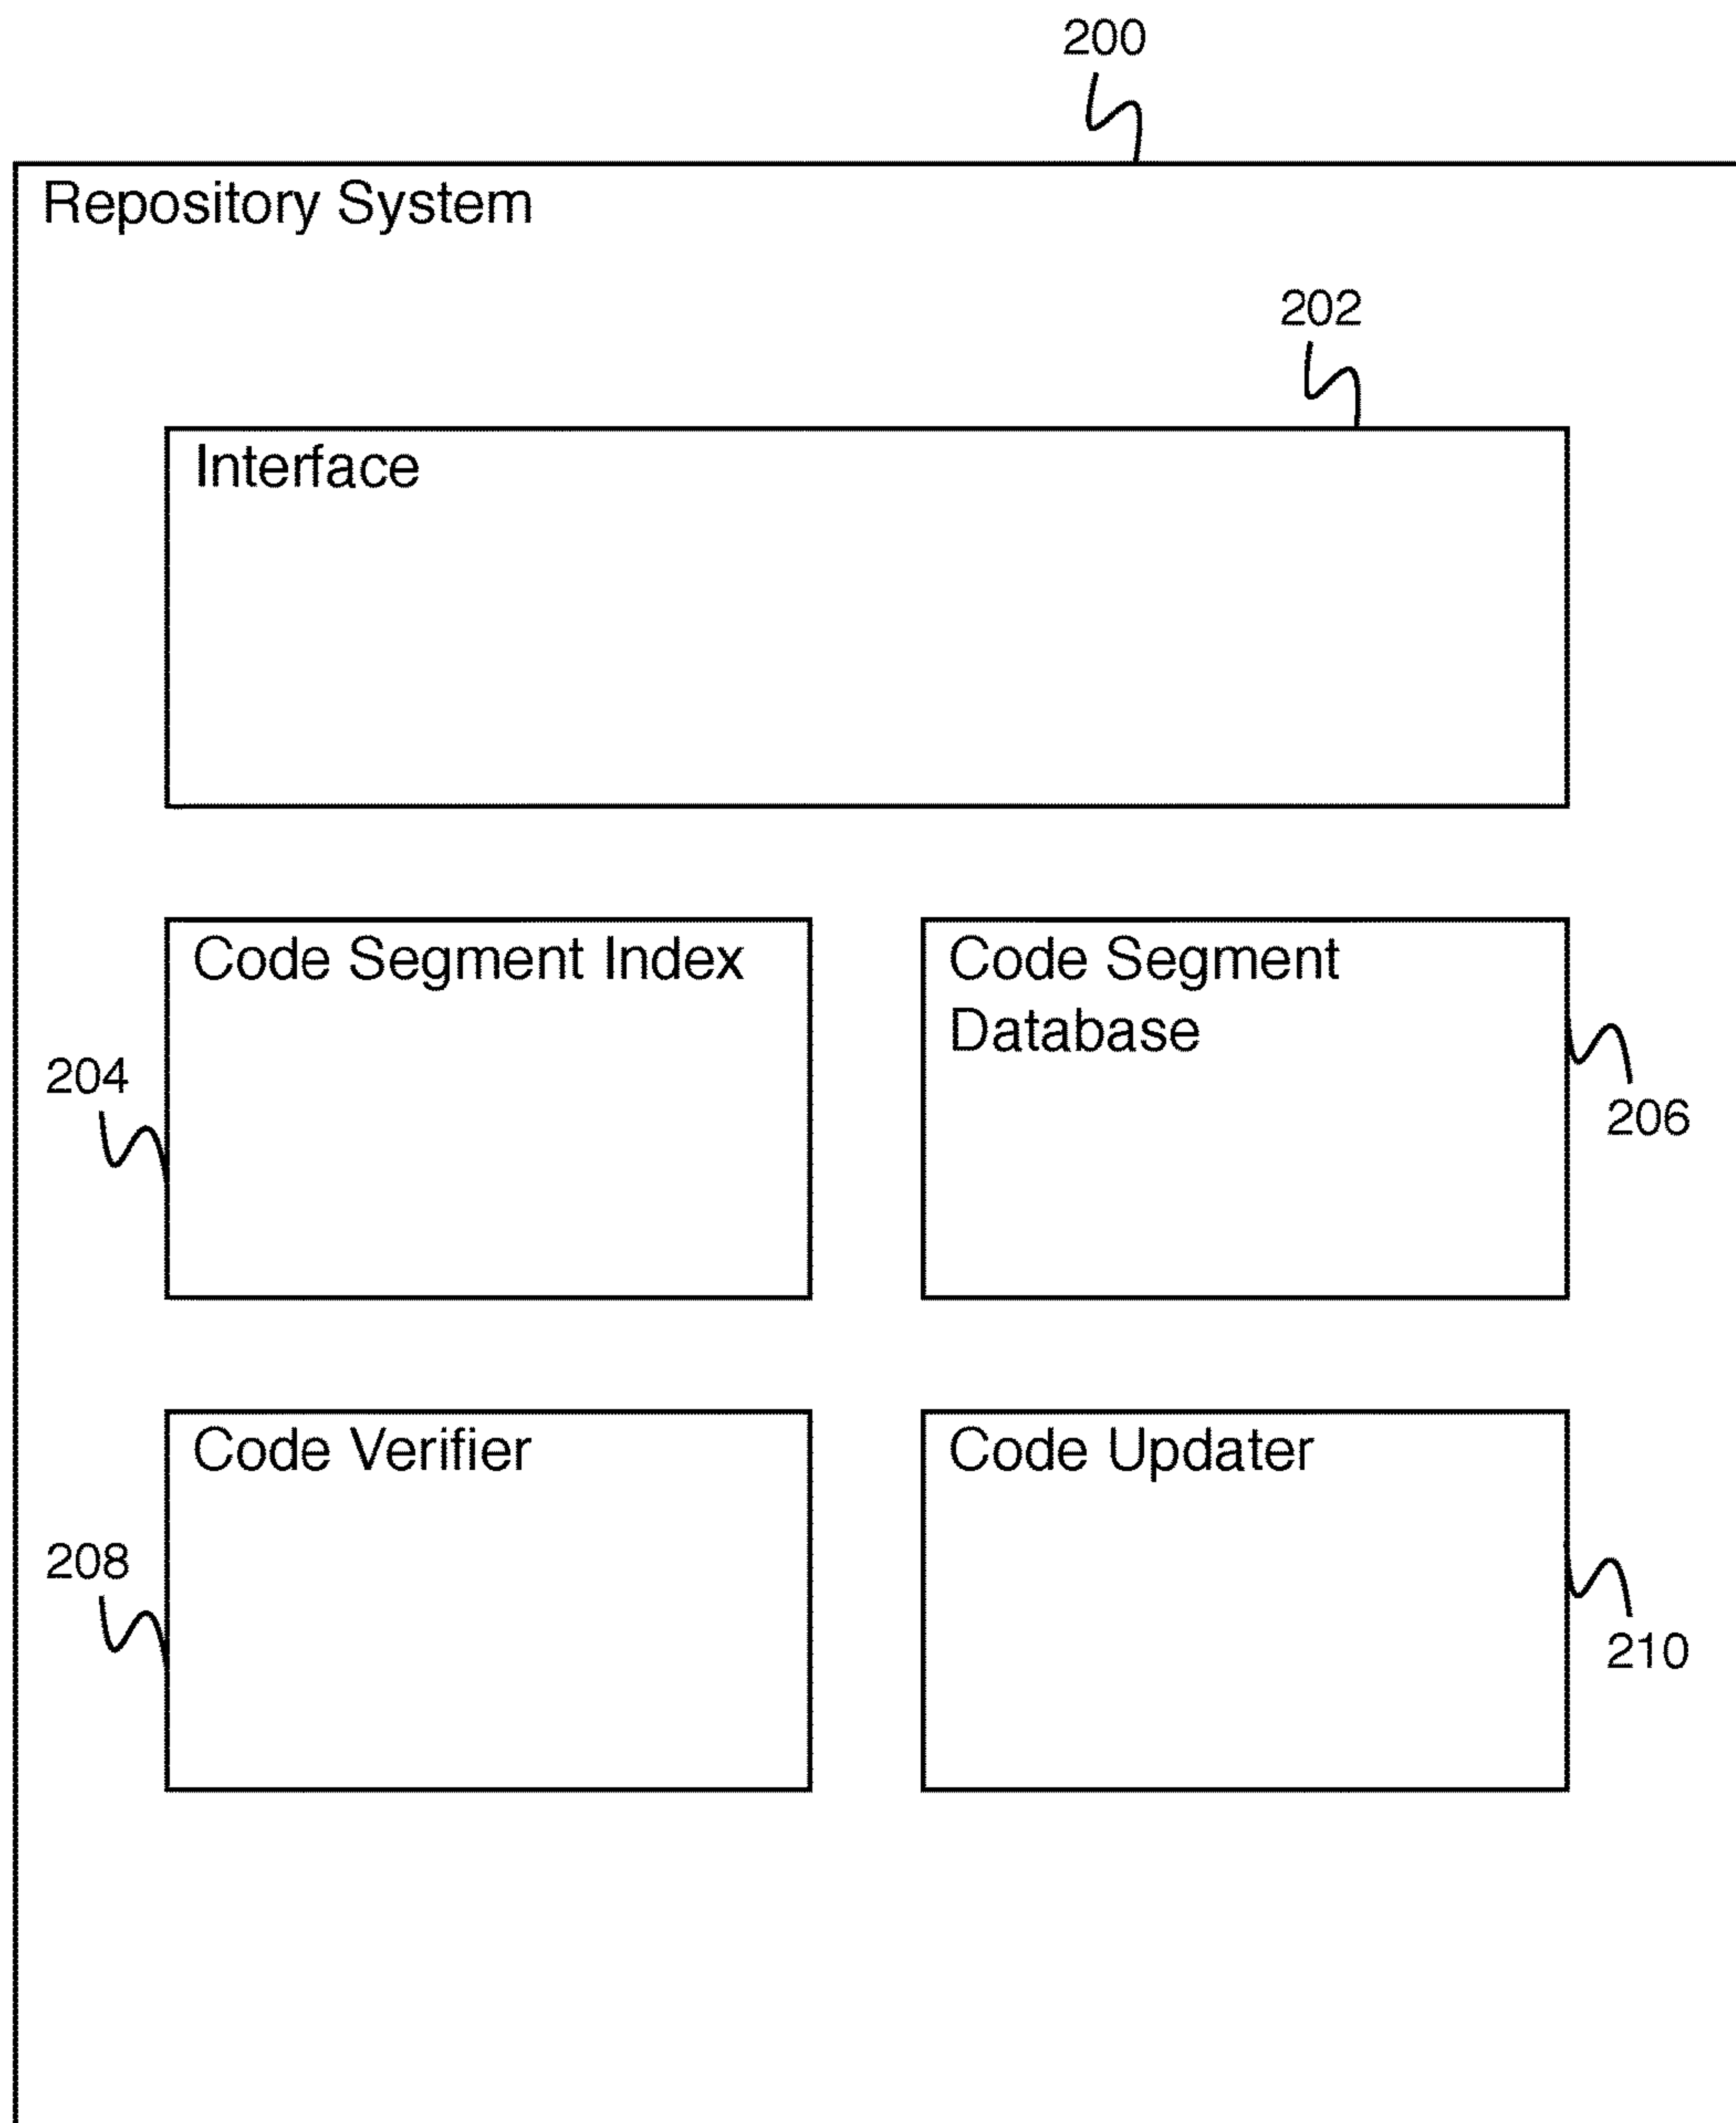 200
Repository System
202
Interface
Code Segment Index
Code Segment
Database
204
206
Code Verifier
Code Updater
208
210